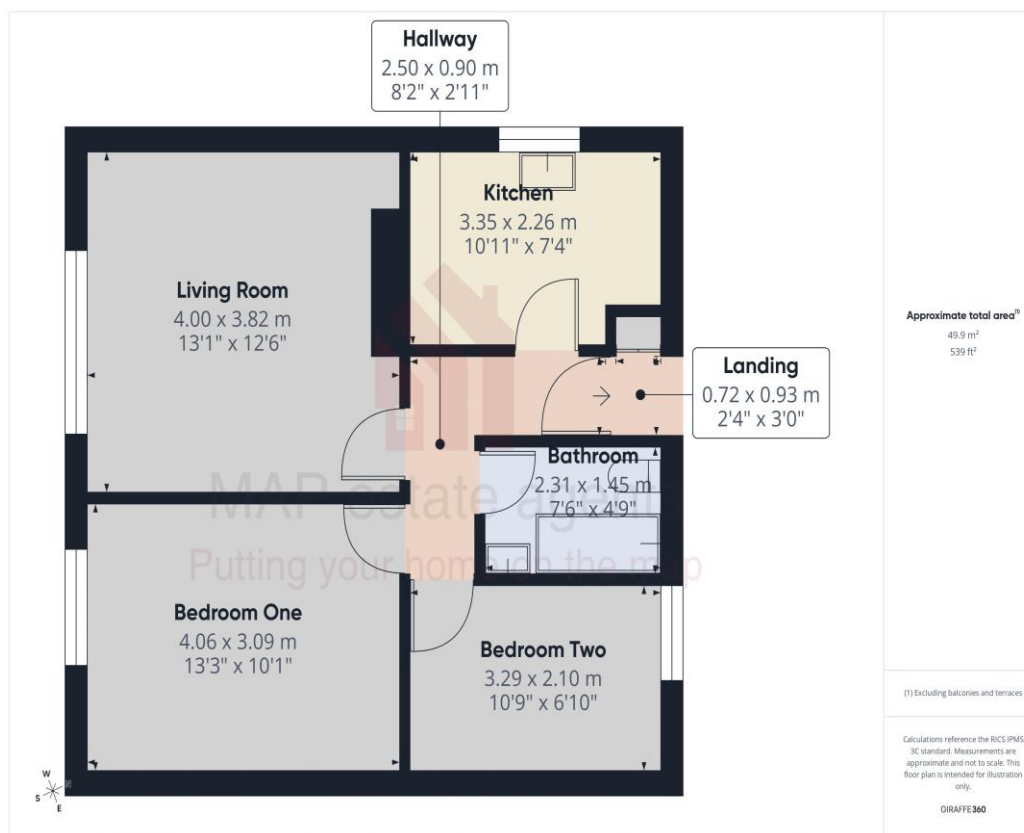 Hallway
2.50 x 0.90 m
8'2" x 2'11"
Kitchen
3.35 x 2.26 m
10'11" x 7'4"
Living Room
4.00 x 3.82 m
13'1" x 12'6"
Landing
0.72 x 0.93 m
2'4" x 3'0"
Bathroom
2.31 x 1.45 m
7'6" x 4'9"
MAP estate agents
Putting your home on the map
Bedroom One
4.06 x 3.09 m
13'3" x 10'1"
Bedroom Two
3.29 x 2.10 m
10'9" x 6'10"
W
N
S
E
Approximate total area(1)
49.9 m²
539 ft²
(1) Excluding balconies and terraces
Calculations reference the RICS IPMS
3C standard. Measurements are
approximate and not to scale. This
floor plan is intended for illustration
only.
GIRAFFE360